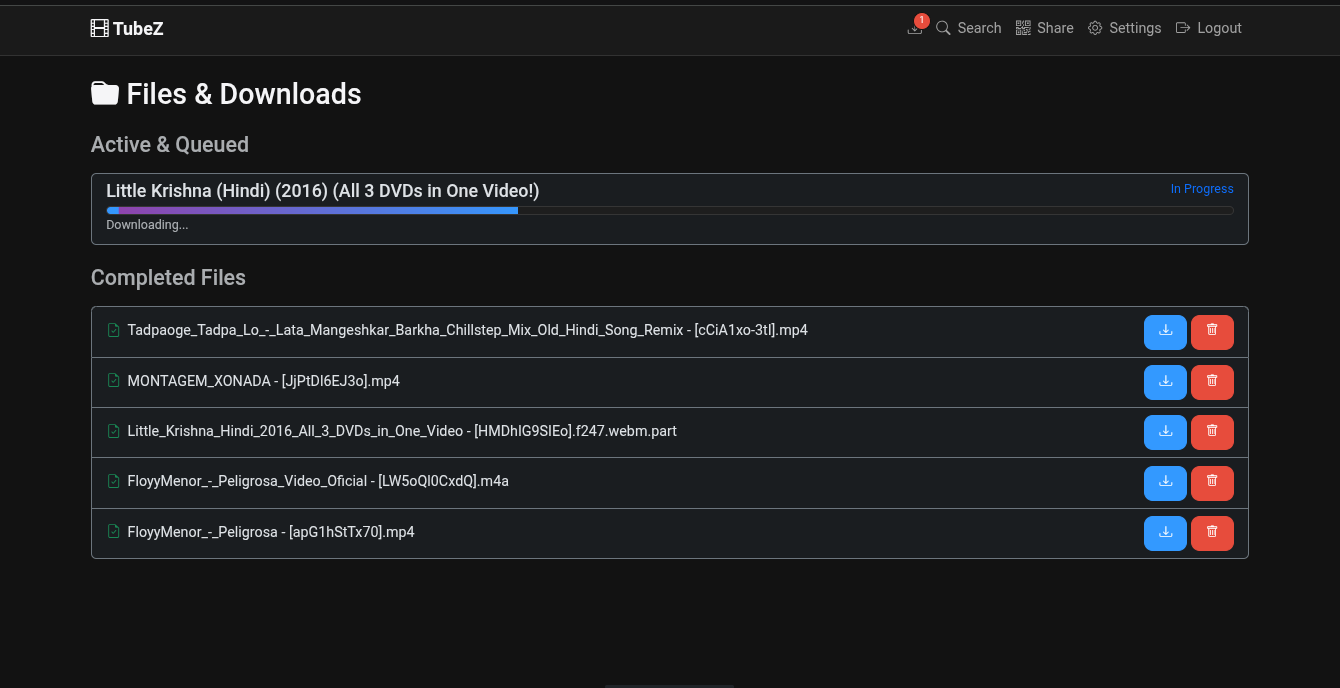 TubeZ
1
Search
Share
Settings
Logout
Files & Downloads
Active & Queued
Little Krishna (Hindi) (2016) (All 3 DVDs in One Video!)
In Progress
Downloading...
Completed Files
Tadpaoge_Tadpa_Lo_-_Lata_Mangeshkar_Barkha_Chillstep_Mix_Old_Hindi_Song_Remix - [cCiA1xo-3tI].mp4
MONTAGEM_XONADA - [JjPtDl6EJ3o].mp4
Little_Krishna_Hindi_2016_All_3_DVDs_in_One_Video - [HMDhIG9SIEo].f247.webm.part
FloyyMenor_-_Peligrosa_Video_Oficial - [LW5oQl0CxdQ].m4a
FloyyMenor_-_Peligrosa - [apG1hStTx70].mp4